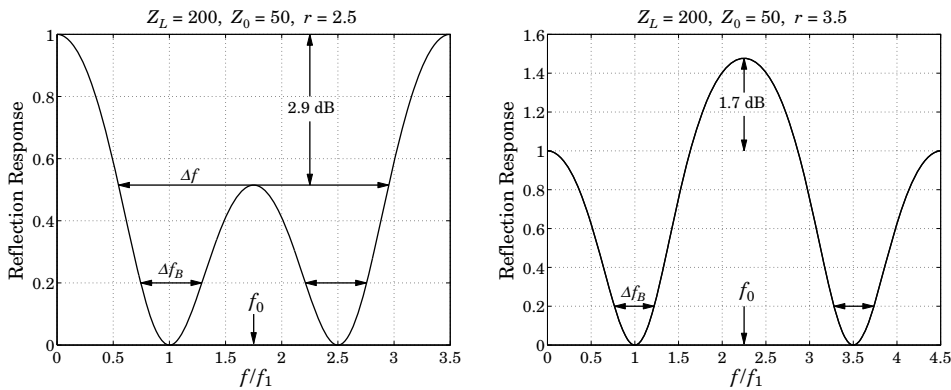 Z_L = 200, Z_0 = 50, r = 2.5
Reflection Response
1
0.8
0.6
0.4
0.2
0
2.9 dB
Δf
Δf_B
f_0
0 0.5 1 1.5 2 2.5 3 3.5
f/f_1
Z_L = 200, Z_0 = 50, r = 3.5
Reflection Response
1.6
1.4
1.2
1
0.8
0.6
0.4
0.2
0
1.7 dB
Δf_B
f_0
0 0.5 1 1.5 2 2.5 3 3.5 4 4.5
f/f_1